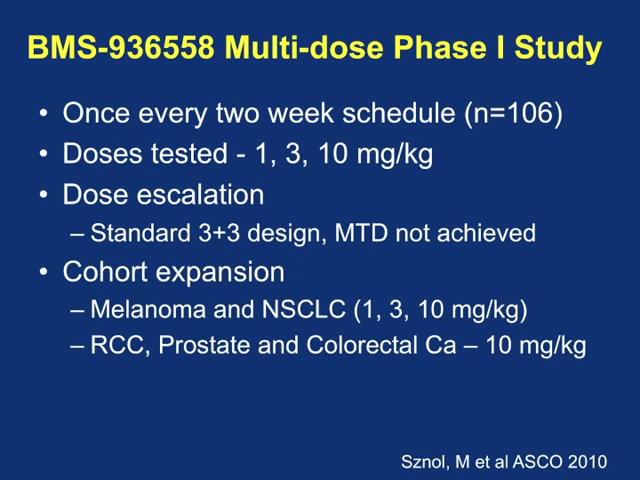 BMS-936558 Multi-dose Phase I Study
• Once every two week schedule (n=106)
• Doses tested - 1, 3, 10 mg/kg
• Dose escalation
– Standard 3+3 design, MTD not achieved
• Cohort expansion
– Melanoma and NSCLC (1, 3, 10 mg/kg)
– RCC, Prostate and Colorectal Ca – 10 mg/kg
Sznol, M et al ASCO 2010